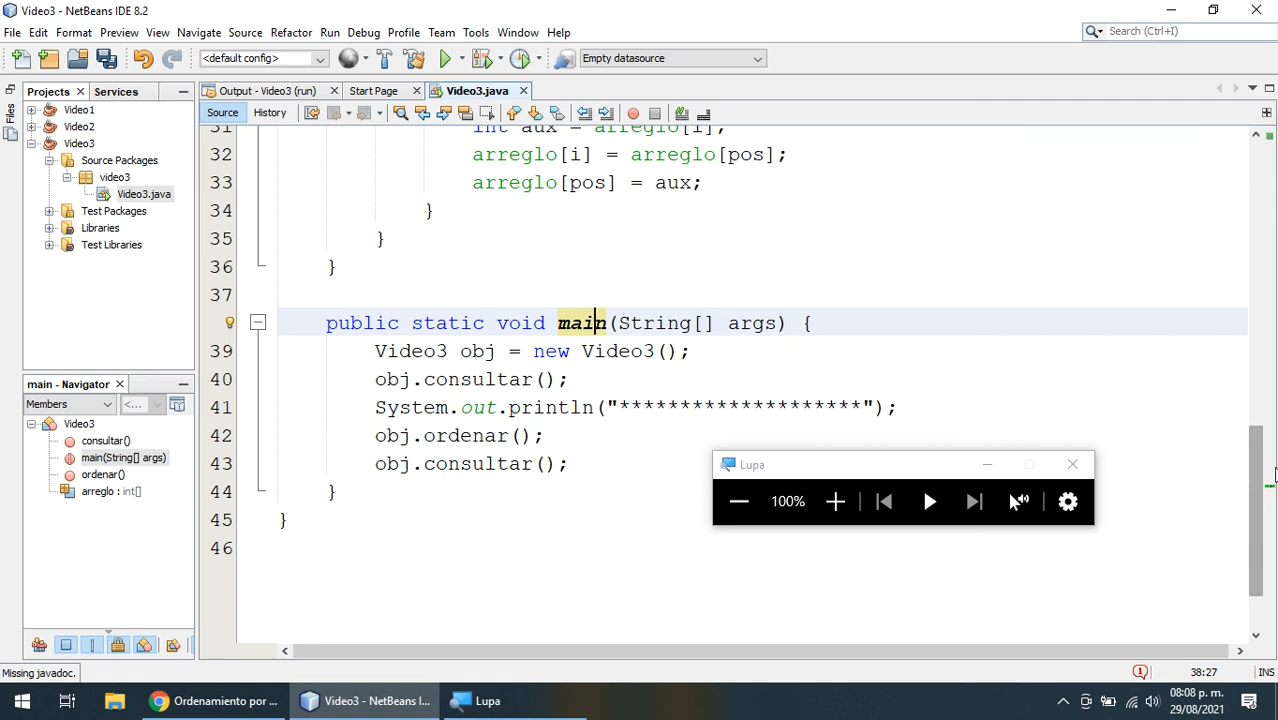 Video3 - NetBeans IDE 8.2
File Edit Format Preview View Navigate Source Refactor Run Debug Profile Team Tools Window Help
Search (Ctrl+I)
<default config>
Empty datasource
Files
Projects
Services
Video1
Video2
Video3
Source Packages
video3
Video3.java
Test Packages
Libraries
Test Libraries
Output - Video3 (run)
Start Page
Video3.java
Source
History
31 int aux = arreglo[i];
32 arreglo[i] = arreglo[pos];
33 arreglo[pos] = aux;
34 }
35 }
36 }
37
public static void main(String[] args) {
39 Video3 obj = new Video3();
40 obj.consultar();
41 System.out.println("********************");
42 obj.ordenar();
43 obj.consultar();
44 }
45 }
46
main - Navigator
Members
<...
Video3
consultar()
main(String[] args)
ordenar()
arreglo : int[]
Lupa
100%
Missing javadoc.
1
38:27
INS
Ordenamiento por ...
Video3 - NetBeans I...
Lupa
08:08 p. m.
29/08/2021